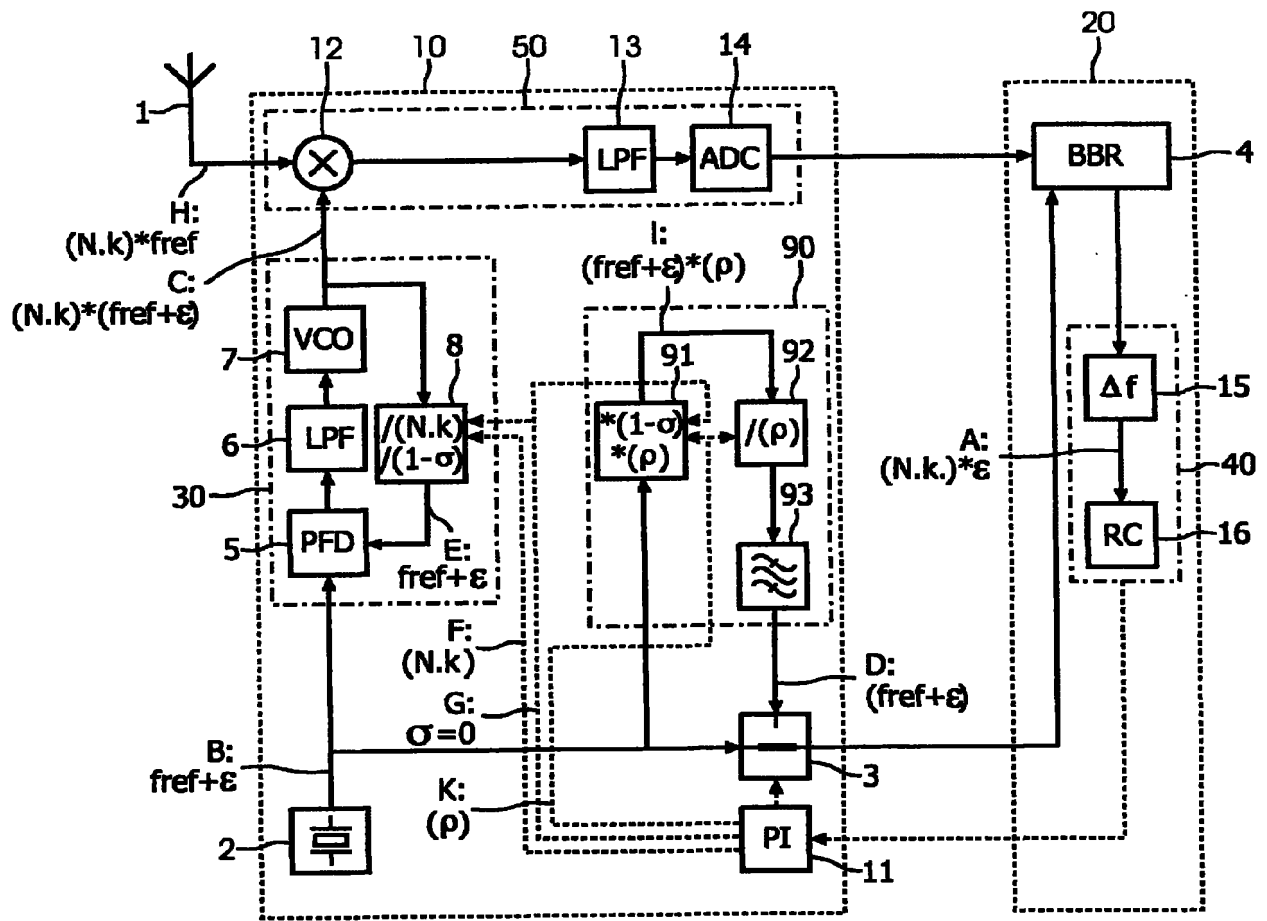 12
10
50
13
14
20
1
LPF
ADC
BBR
4
H:
(N.k)*fref
C:
(N.k)*(fref+ε)
I:
(fref+ε)*(ρ)
90
VCO
7
8
91
92
/(N.k)
/(1-σ)
*(1-σ)
*(ρ)
/(ρ)
Δf
15
6
LPF
A:
(N.k.)*ε
40
30
93
RC
16
5
PFD
E:
fref+ε
F:
(N.k)
D:
(fref+ε)
G:
σ=0
B:
fref+ε
3
K:
(ρ)
2
PI
11